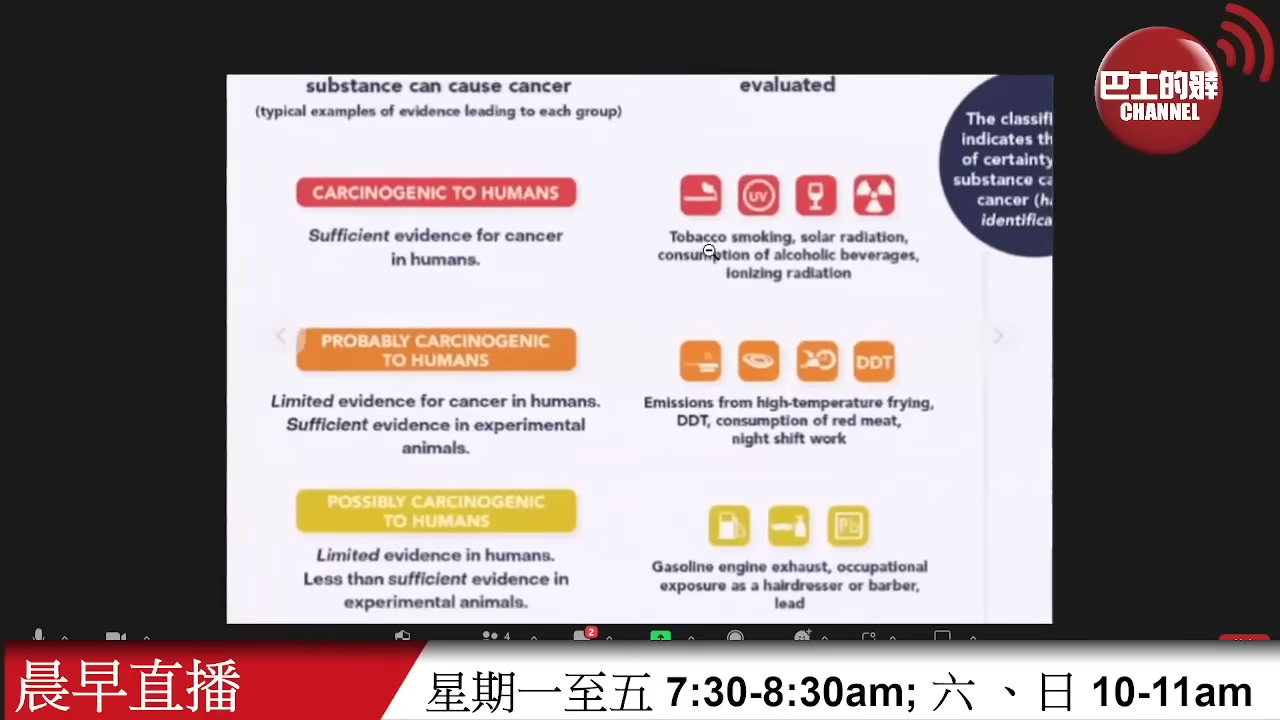 巴士的報
CHANNEL
substance can cause cancer
(typical examples of evidence leading to each group)
evaluated
The classifi
indicates th
of certainty
substance ca
cancer (ha
identifica
CARCINOGENIC TO HUMANS
Sufficient evidence for cancer
in humans.
UV
Tobacco smoking, solar radiation,
consumption of alcoholic beverages,
ionizing radiation
PROBABLY CARCINOGENIC
TO HUMANS
Limited evidence for cancer in humans.
Sufficient evidence in experimental
animals.
DDT
Emissions from high-temperature frying,
DDT, consumption of red meat,
night shift work
POSSIBLY CARCINOGENIC
TO HUMANS
Limited evidence in humans.
Less than sufficient evidence in
experimental animals.
Pb
Gasoline engine exhaust, occupational
exposure as a hairdresser or barber,
lead
4
2
晨早直播
星期一至五 7:30-8:30am; 六 、日 10-11am